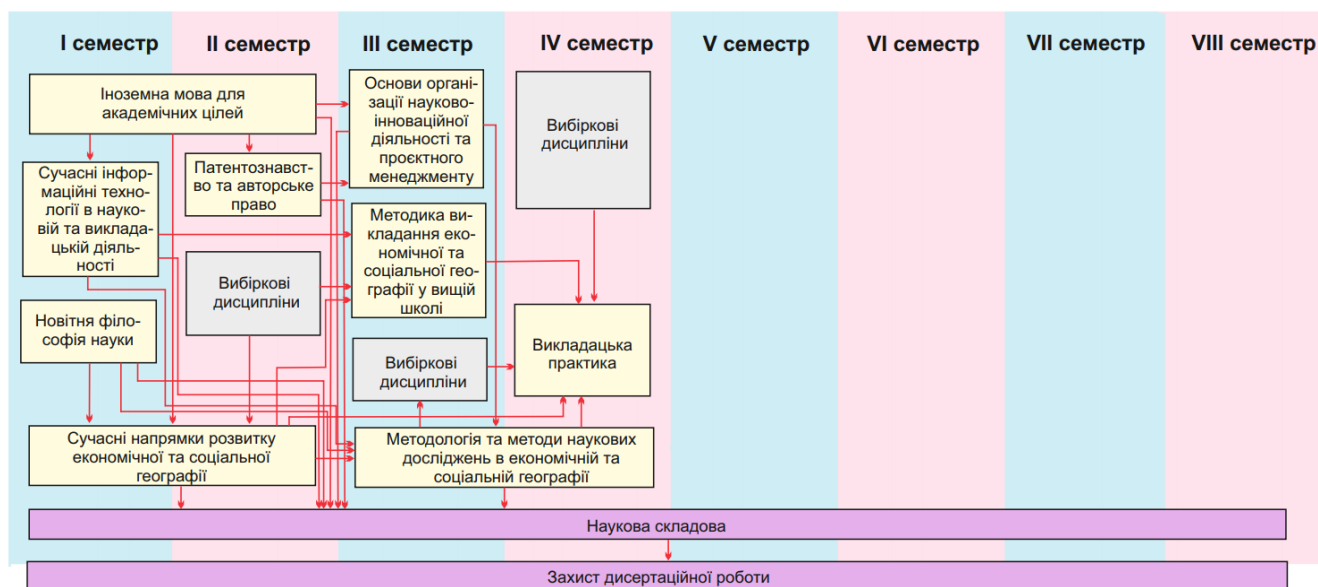 I семестр
II семестр
III семестр
IV семестр
V семестр
VI семестр
VII семестр
VIII семестр
Іноземна мова для
академічних цілей
Основи органі-
зації науково-
інноваційної
діяльності та
проєктного
менеджменту
Вибіркові
дисципліни
Сучасні інфор-
маційні техно-
логії в науко-
вій та виклада-
цькій діяль-
ності
Патентознавст-
во та авторське
право
Методика ви-
кладання еко-
номічної та
соціальної гео-
графії у вищій
школі
Вибіркові
дисципліни
Новітня філо-
софія науки
Вибіркові
дисципліни
Викладацька
практика
Сучасні напрямки розвитку
економічної та соціальної
географії
Методологія та методи наукових
досліджень в економічній та
соціальній географії
Наукова складова
Захист дисертаційної роботи